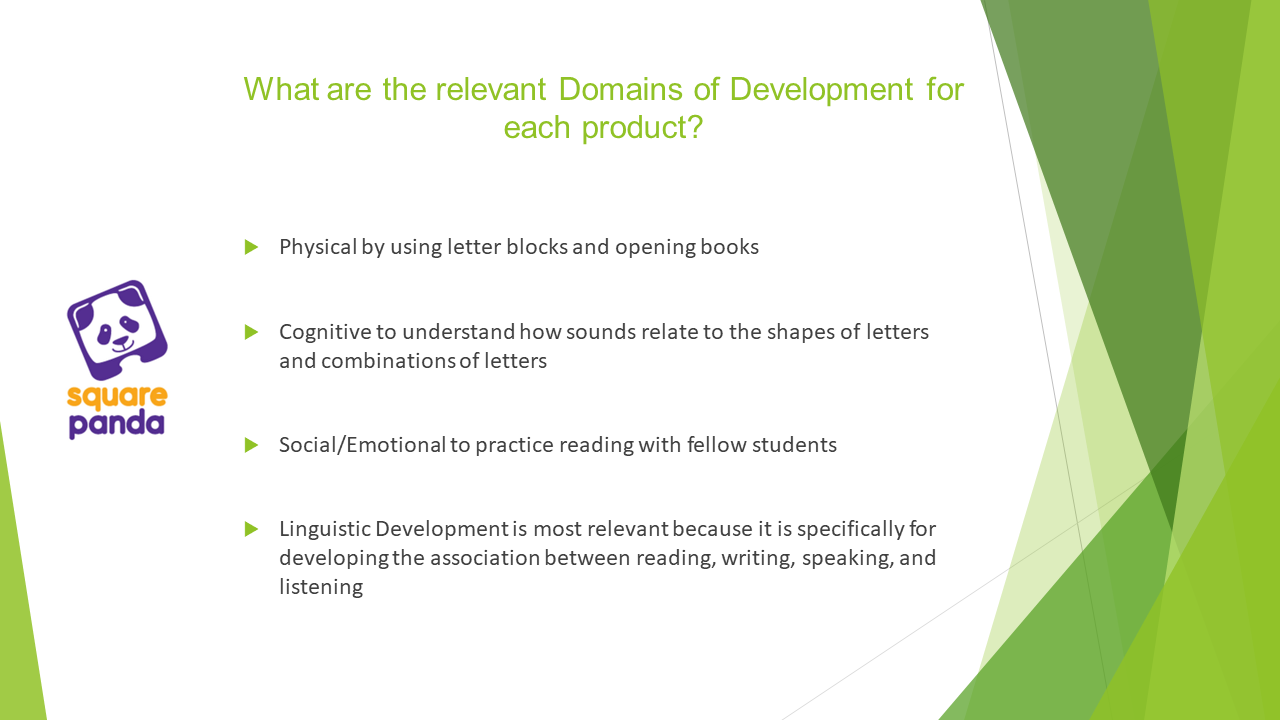 What are the relevant Domains of Development for
each product?
Physical by using letter blocks and opening books
Cognitive to understand how sounds relate to the shapes of letters
and combinations of letters
square
panda
Social/Emotional to practice reading with fellow students
Linguistic Development is most relevant because it is specifically for
developing the association between reading, writing, speaking, and
listening